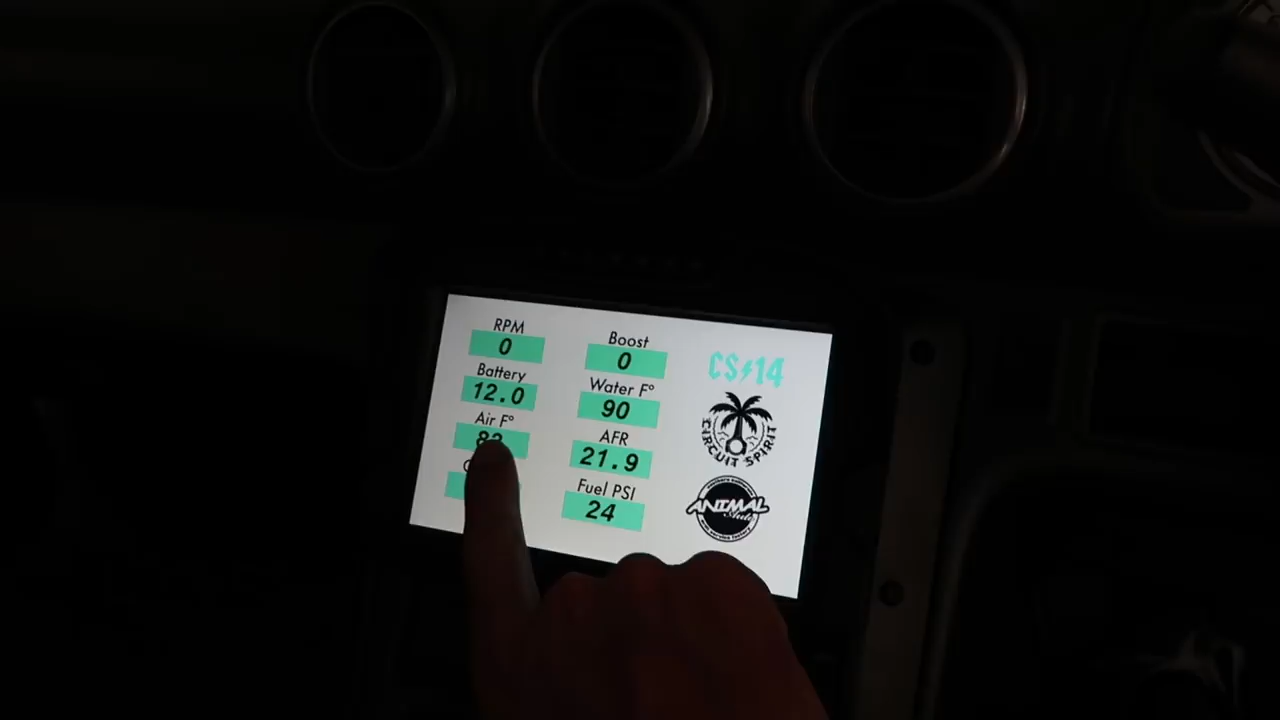 RPM
0
Battery
12.0
Air F°
Boost
0
Water F°
90
AFR
21.9
Fuel PSI
24
CS⚡14
CIRCUIT SPIRIT
ANIMAL
Auto